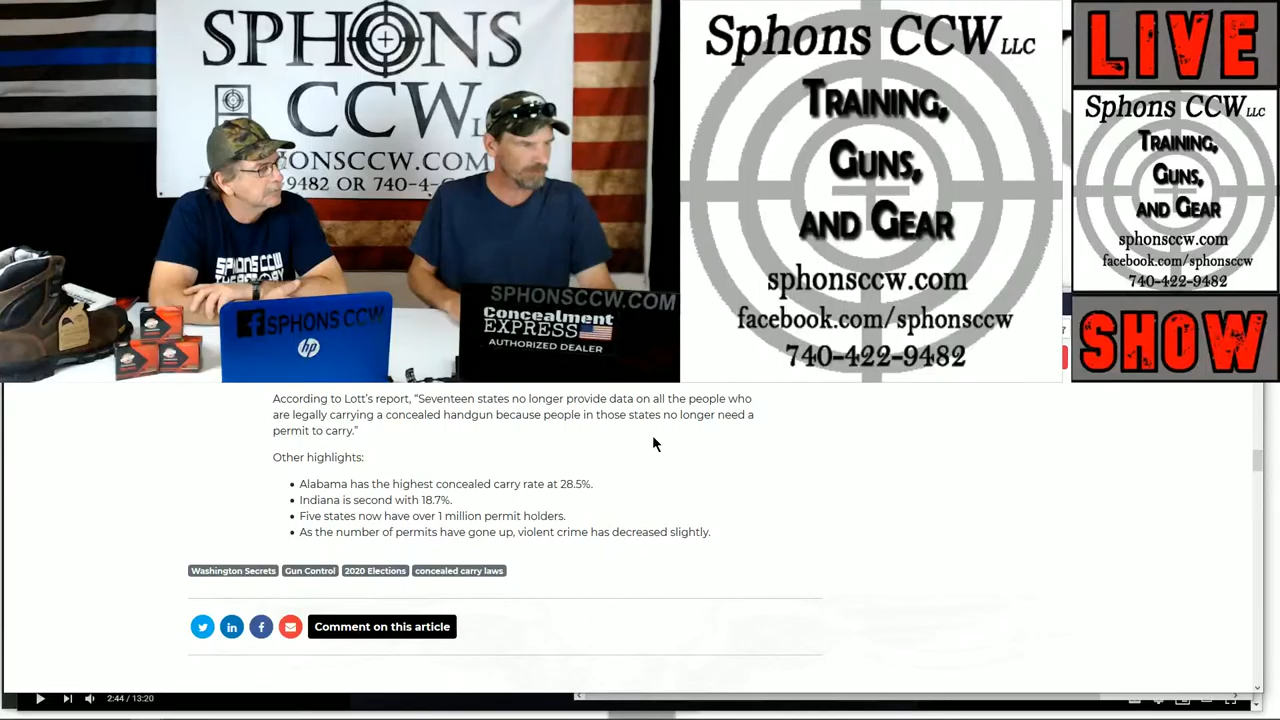 SPHONS
CCW
SPHONS CCW
hp
SPHONSCCW.COM
Concealment
EXPRESS
AUTHORIZED DEALER
Sphons CCW LLC
Training,
Guns,
and Gear
sphonsccw.com
facebook.com/sphonsccw
740-422-9482
LIVE
Sphons CCW LLC
Training,
Guns,
and Gear
sphonsccw.com
facebook.com/sphonsccw
740-422-9482
SHOW
According to Lott's report, “Seventeen states no longer provide data on all the people who
are legally carrying a concealed handgun because people in those states no longer need a
permit to carry.”
Other highlights:
• Alabama has the highest concealed carry rate at 28.5%.
• Indiana is second with 18.7%.
• Five states now have over 1 million permit holders.
• As the number of permits have gone up, violent crime has decreased slightly.
Washington Secrets Gun Control 2020 Elections concealed carry laws
Comment on this article
2:44 / 13:20